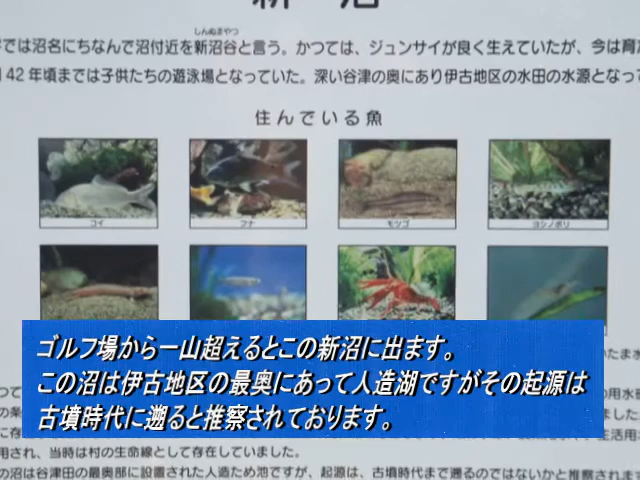 新沼
しんぬまやつ
では沼名にちなんで沼付近を新沼谷と言う。かつては、ジュンサイが良く生えていたが、今は育
42年頃までは子供たちの遊泳場となっていた。深い谷津の奥にあり伊古地区の水田の水源となって
住んでいる魚
コイ
フナ
モツゴ
ヨシノボリ
ゴルフ場から一山超えるとこの新沼に出ます。
この沼は伊古地区の最奥にあって人造湖ですがその起源は
古墳時代に遡ると推察されております。
用され、当時は村の生命線として存在していました。
の沼は谷津田の最奥部に設置された人造ため池ですが、起源は、古墳時代まで遡るのではないかと推察されます